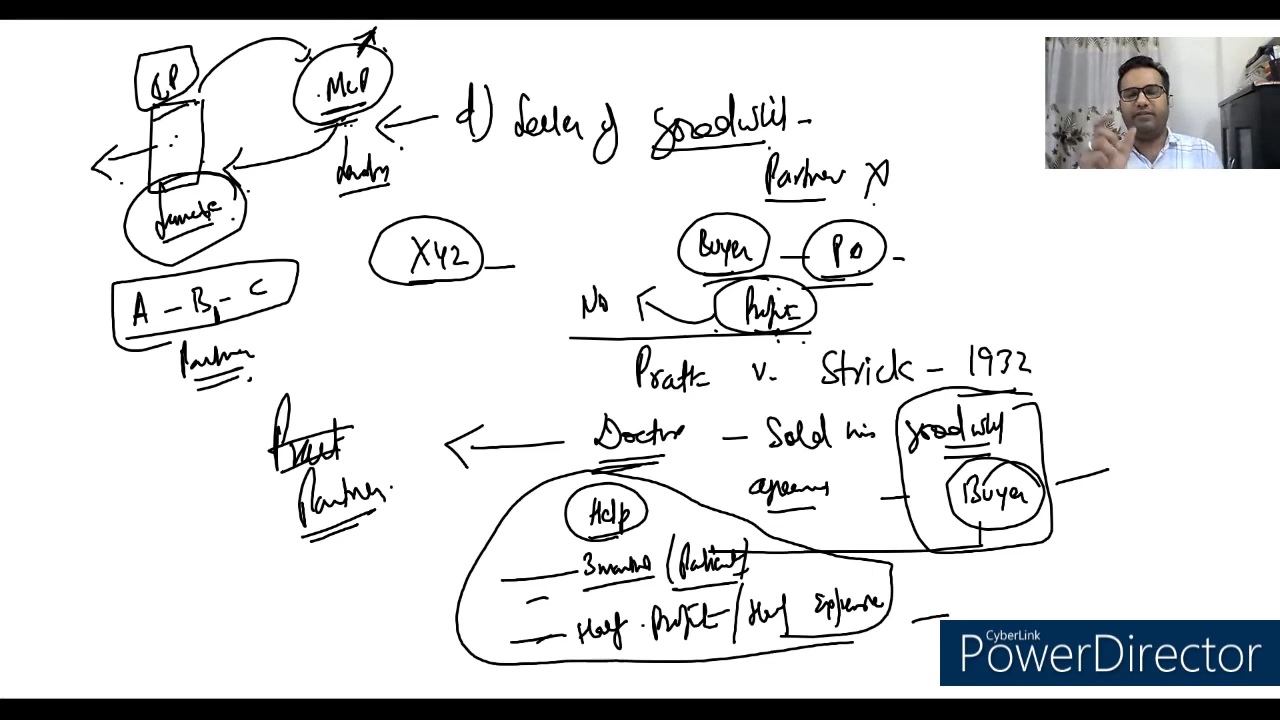 McP
d) Seller of goodwill -
Partner X
XYZ
Buyer - PO -
No
Profit
A - B - C
Partner
Pratt v. Strick - 1932
Doctor - Sold his goodwill
Partner
Help
Buyer
3 months (Patient)
Half Profit / Half Expense
CyberLink
PowerDirector